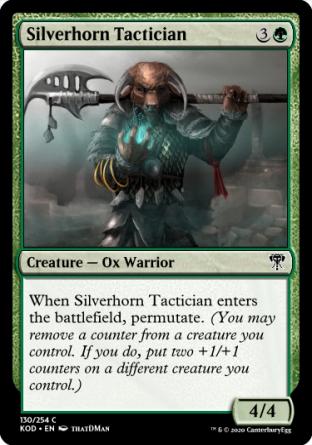 Silverhorn Tactician 3
Creature — Ox Warrior
When Silverhorn Tactician enters
the battlefield, permutate. (You may
remove a counter from a creature you
control. If you do, put two +1/+1
counters on a different creature you
control.)
4/4
130/254 C
KOD • EN THATDMAN ™ & © 2020 CanterburyEgg